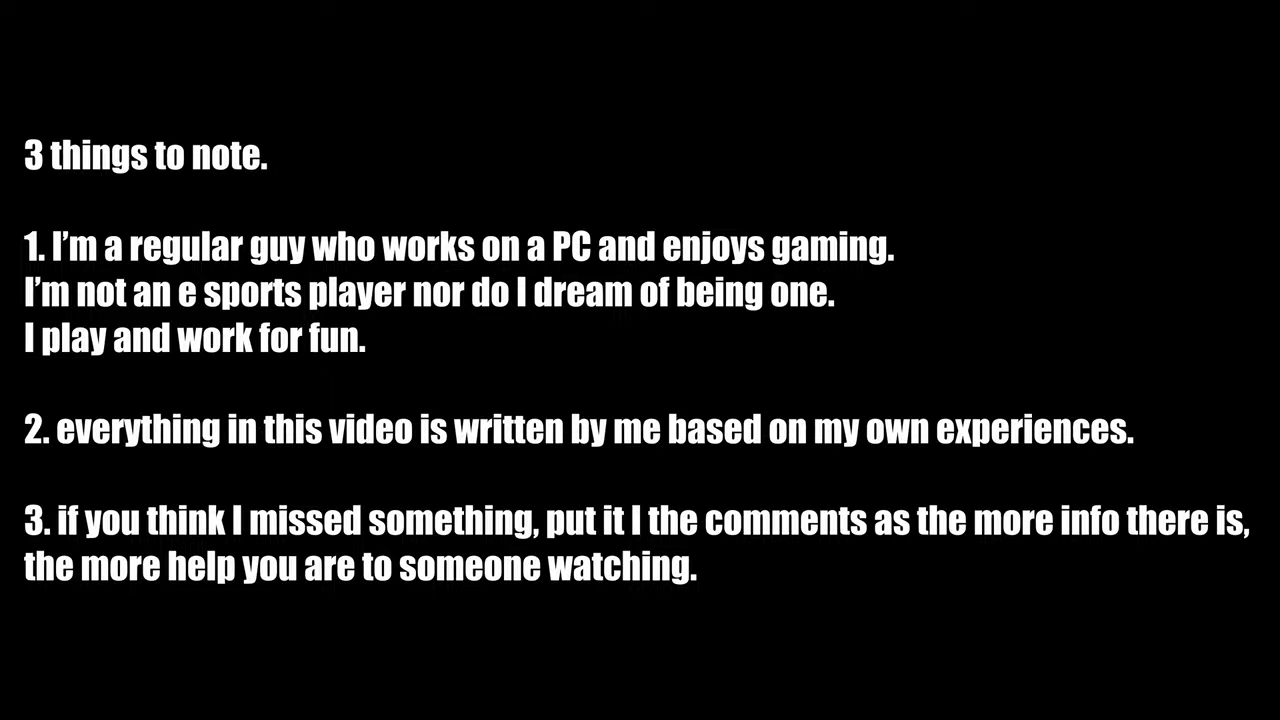 3 things to note.
1. I’m a regular guy who works on a PC and enjoys gaming.
I’m not an e sports player nor do I dream of being one.
I play and work for fun.
2. everything in this video is written by me based on my own experiences.
3. if you think I missed something, put it I the comments as the more info there is,
the more help you are to someone watching.